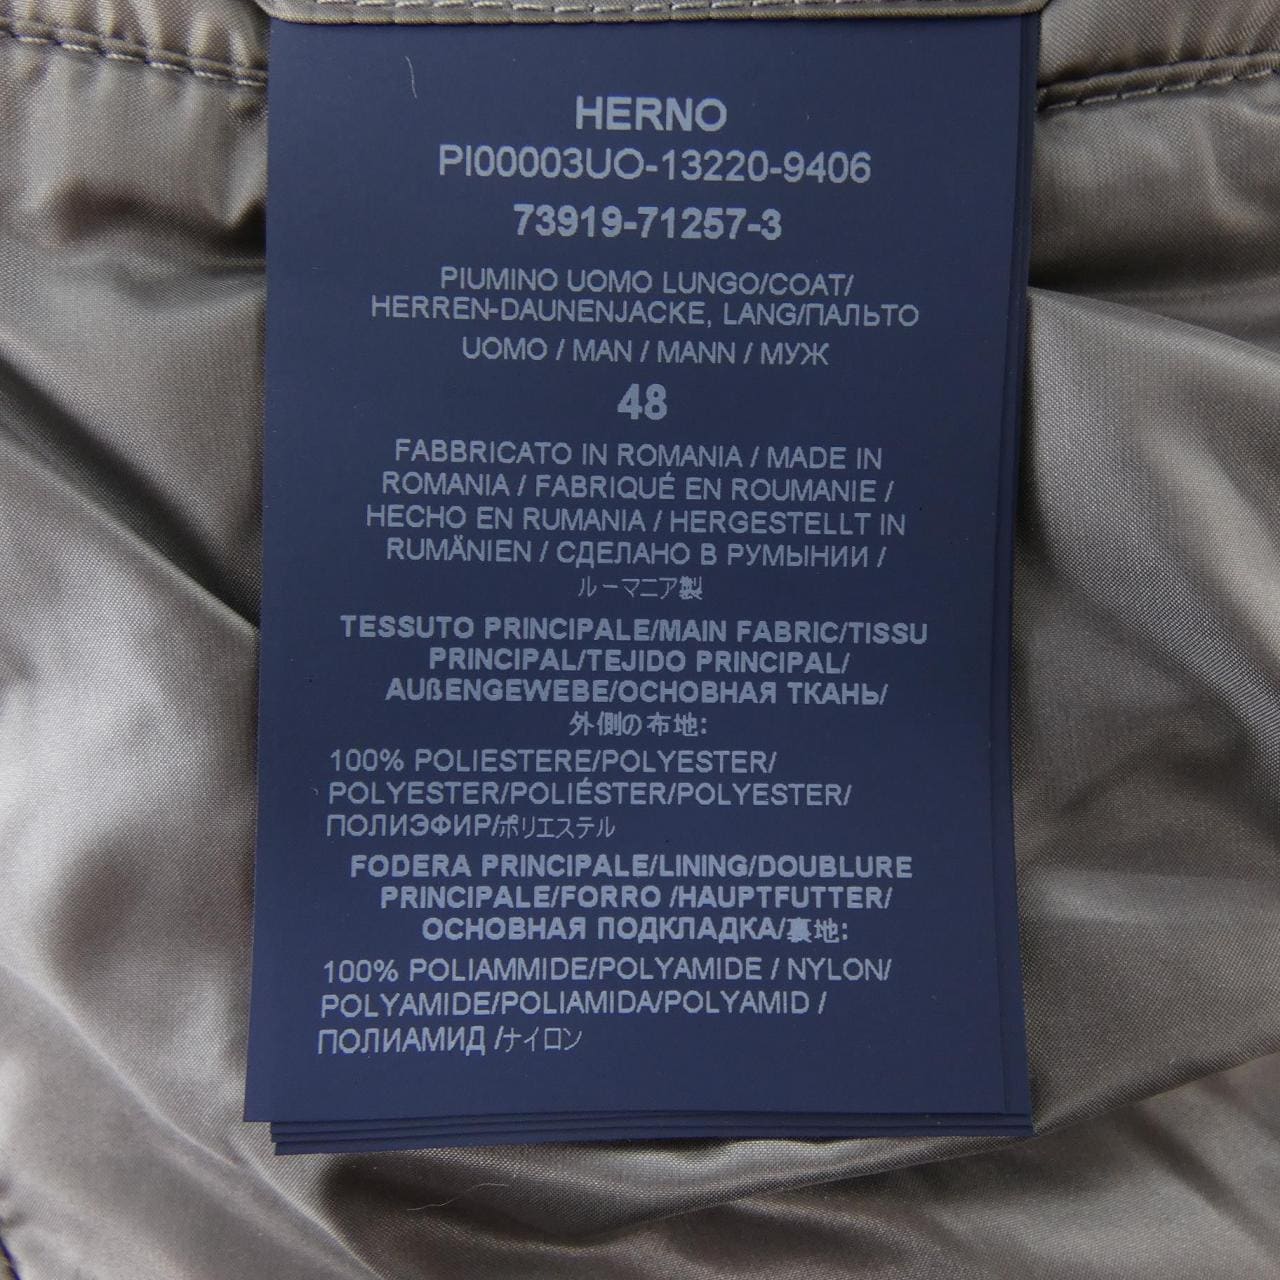 HERNO
PI00003UO-13220-9406
73919-71257-3
PIUMINO UOMO LUNGO/COAT/
HERREN-DAUNENJACKE, LANG/ПАЛЬТО
UOMO / MAN / MANN / МУЖ
48
FABBRICATO IN ROMANIA / MADE IN
ROMANIA / FABRIQUÉ EN ROUMANIE /
HECHO EN RUMANIA / HERGESTELLT IN
RUMÄNIEN / СДЕЛАНО В РУМЫНИИ /
ルーマニア製
TESSUTO PRINCIPALE/MAIN FABRIC/TISSU
PRINCIPAL/TEJIDO PRINCIPAL/
AUßENGEWEBE/ОСНОВНАЯ ТКАНЬ/
外側の布地:
100% POLIESTERE/POLYESTER/
POLYESTER/POLIÉSTER/POLYESTER/
ПОЛИЭФИР/ポリエステル
FODERA PRINCIPALE/LINING/DOUBLURE
PRINCIPALE/FORRO /HAUPTFUTTER/
ОСНОВНАЯ ПОДКЛАДКА/裏地:
100% POLIAMMIDE/POLYAMIDE / NYLON/
POLYAMIDE/POLIAMIDA/POLYAMID /
ПОЛИАМИД /ナイロン